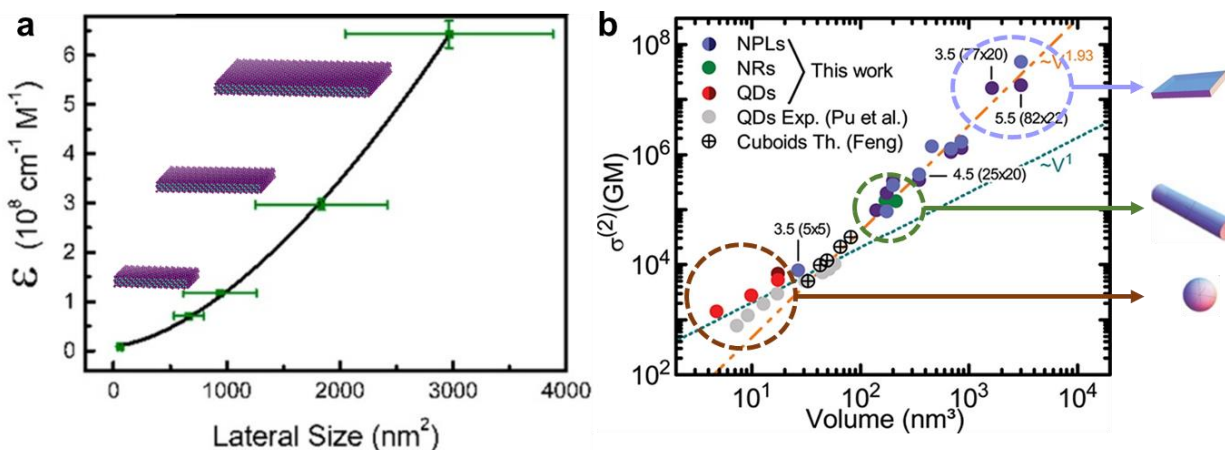 a
ε (10⁸ cm⁻¹ M⁻¹)
6
5
4
3
2
1
0
0 1000 2000 3000 4000
Lateral Size (nm²)
b
σ⁽²⁾(GM)
10⁸
10⁶
10⁴
10²
NPLs
NRs
QDs
This work
QDs Exp. (Pu et al.)
Cuboids Th. (Feng)
3.5 (77x20)
~V¹·⁹³
5.5 (82x22)
4.5 (25x20)
~V¹
3.5 (5x5)
10¹ 10² 10³ 10⁴
Volume (nm³)